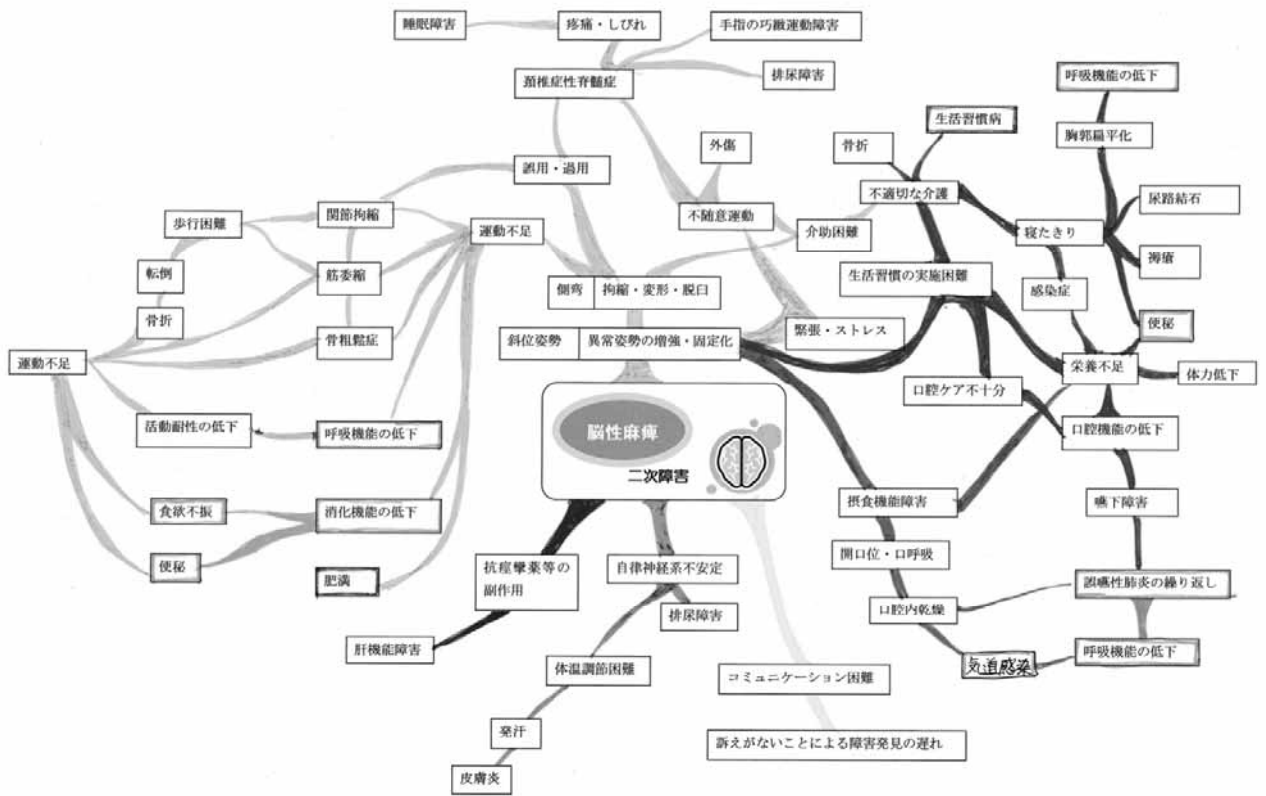 睡眠障害
疼痛・しびれ
手指の巧緻運動障害
頚椎症性脊髄症
排尿障害
呼吸機能の低下
生活習慣病
外傷
骨折
胸郭扁平化
誤用・過用
不適切な介護
尿路結石
関節拘縮
歩行困難
不随意運動
介助困難
運動不足
寝たきり
褥瘡
転倒
筋委縮
生活習慣の実施困難
側弯
拘縮・変形・脱臼
感染症
骨折
便秘
骨粗鬆症
斜位姿勢
異常姿勢の増強・固定化
緊張・ストレス
運動不足
栄養不足
体力低下
口腔ケア不十分
活動耐性の低下
呼吸機能の低下
脳性麻痺
口腔機能の低下
二次障害
摂食機能障害
嚥下障害
食欲不振
消化機能の低下
開口位・口呼吸
便秘
肥満
抗痙攣薬等の
副作用
自律神経系不安定
誤嚥性肺炎の繰り返し
口腔内乾燥
排尿障害
肝機能障害
呼吸機能の低下
気道感染
体温調節困難
コミュニケーション困難
発汗
訴えがないことによる障害発見の遅れ
皮膚炎